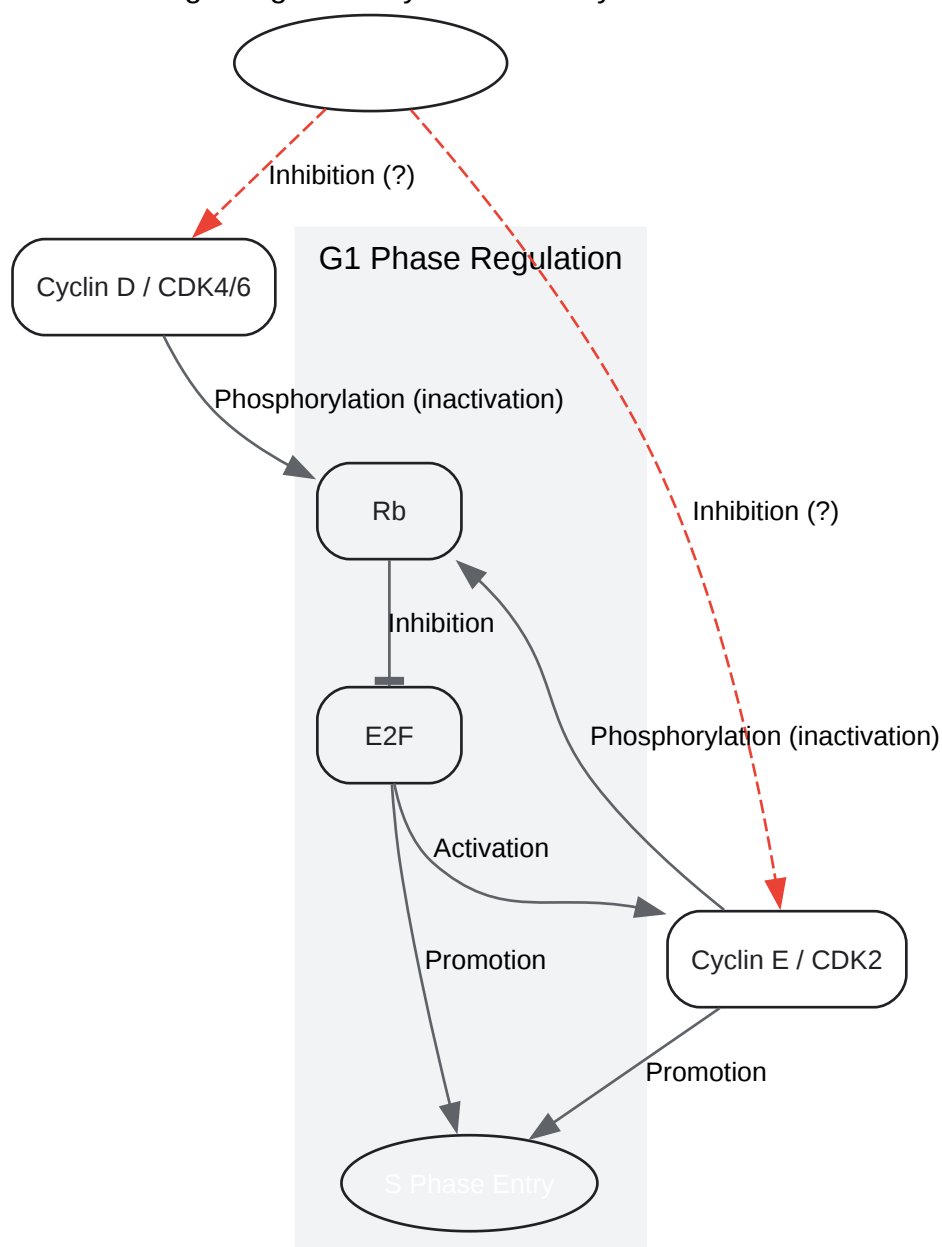 Inhibition (?)
G1 Phase Regulation
Cyclin D / CDK4/6
Phosphorylation (inactivation)
Rb
Inhibition (?)
Inhibition
E2F
Phosphorylation (inactivation)
Activation
Promotion
Cyclin E / CDK2
Promotion
S Phase Entry